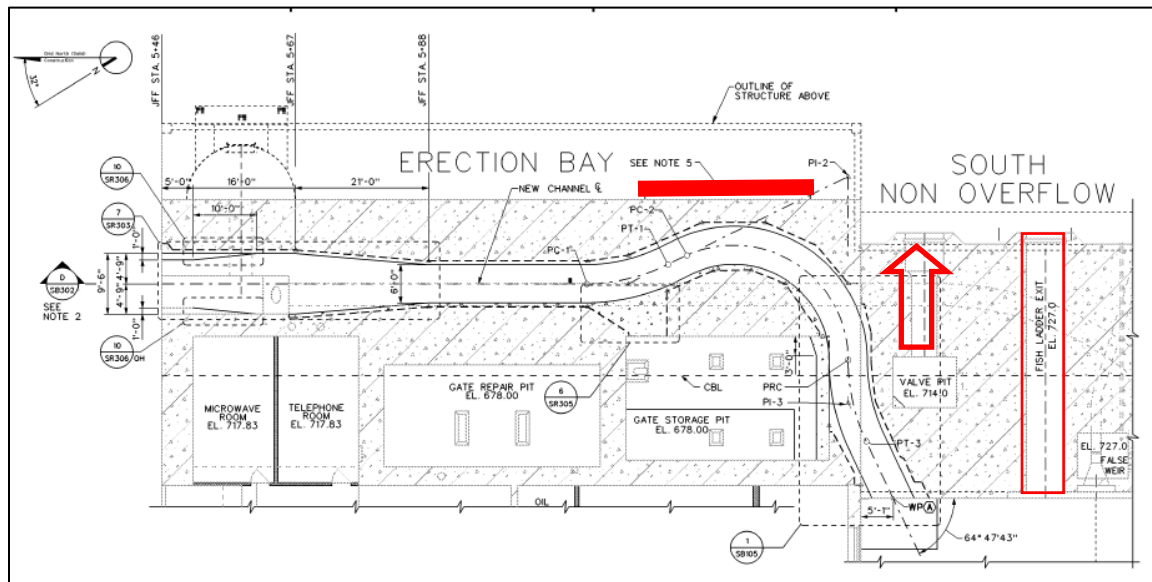 Grid North (Tn68)
Construction
32°
N
JFF STA. 5+46
JFF STA. 5+67
JFF STA. 5+88
OUTLINE OF
STRUCTURE ABOVE
ERECTION BAY
SEE NOTE 5
PI-2
SOUTH
NON OVERFLOW
10
SR306
5'-0"
16'-0"
21'-0"
NEW CHANNEL ℄
10'-0"
7
SR303
1'-0"
PC-2
PT-1
PC-1
D
SB302
SEE
NOTE 2
9'-6"
4'-9"
4'-9"
6'-0"
1'-0"
10
SR306/OH
FISH LADDER EXIT
EL. 727.0
MICROWAVE
ROOM
EL. 717.83
TELEPHONE
ROOM
EL. 717.83
GATE REPAIR PIT
EL. 678.00
6
SR305
CBL
GATE STORAGE PIT
EL. 678.00
3'-0"
PRC
PI-3
VALVE PIT
EL. 714.0
PT-3
EL. 727.0
FALSE
WEIR
OIL
5'-1"
WP A
64° 47'43"
1
SB105